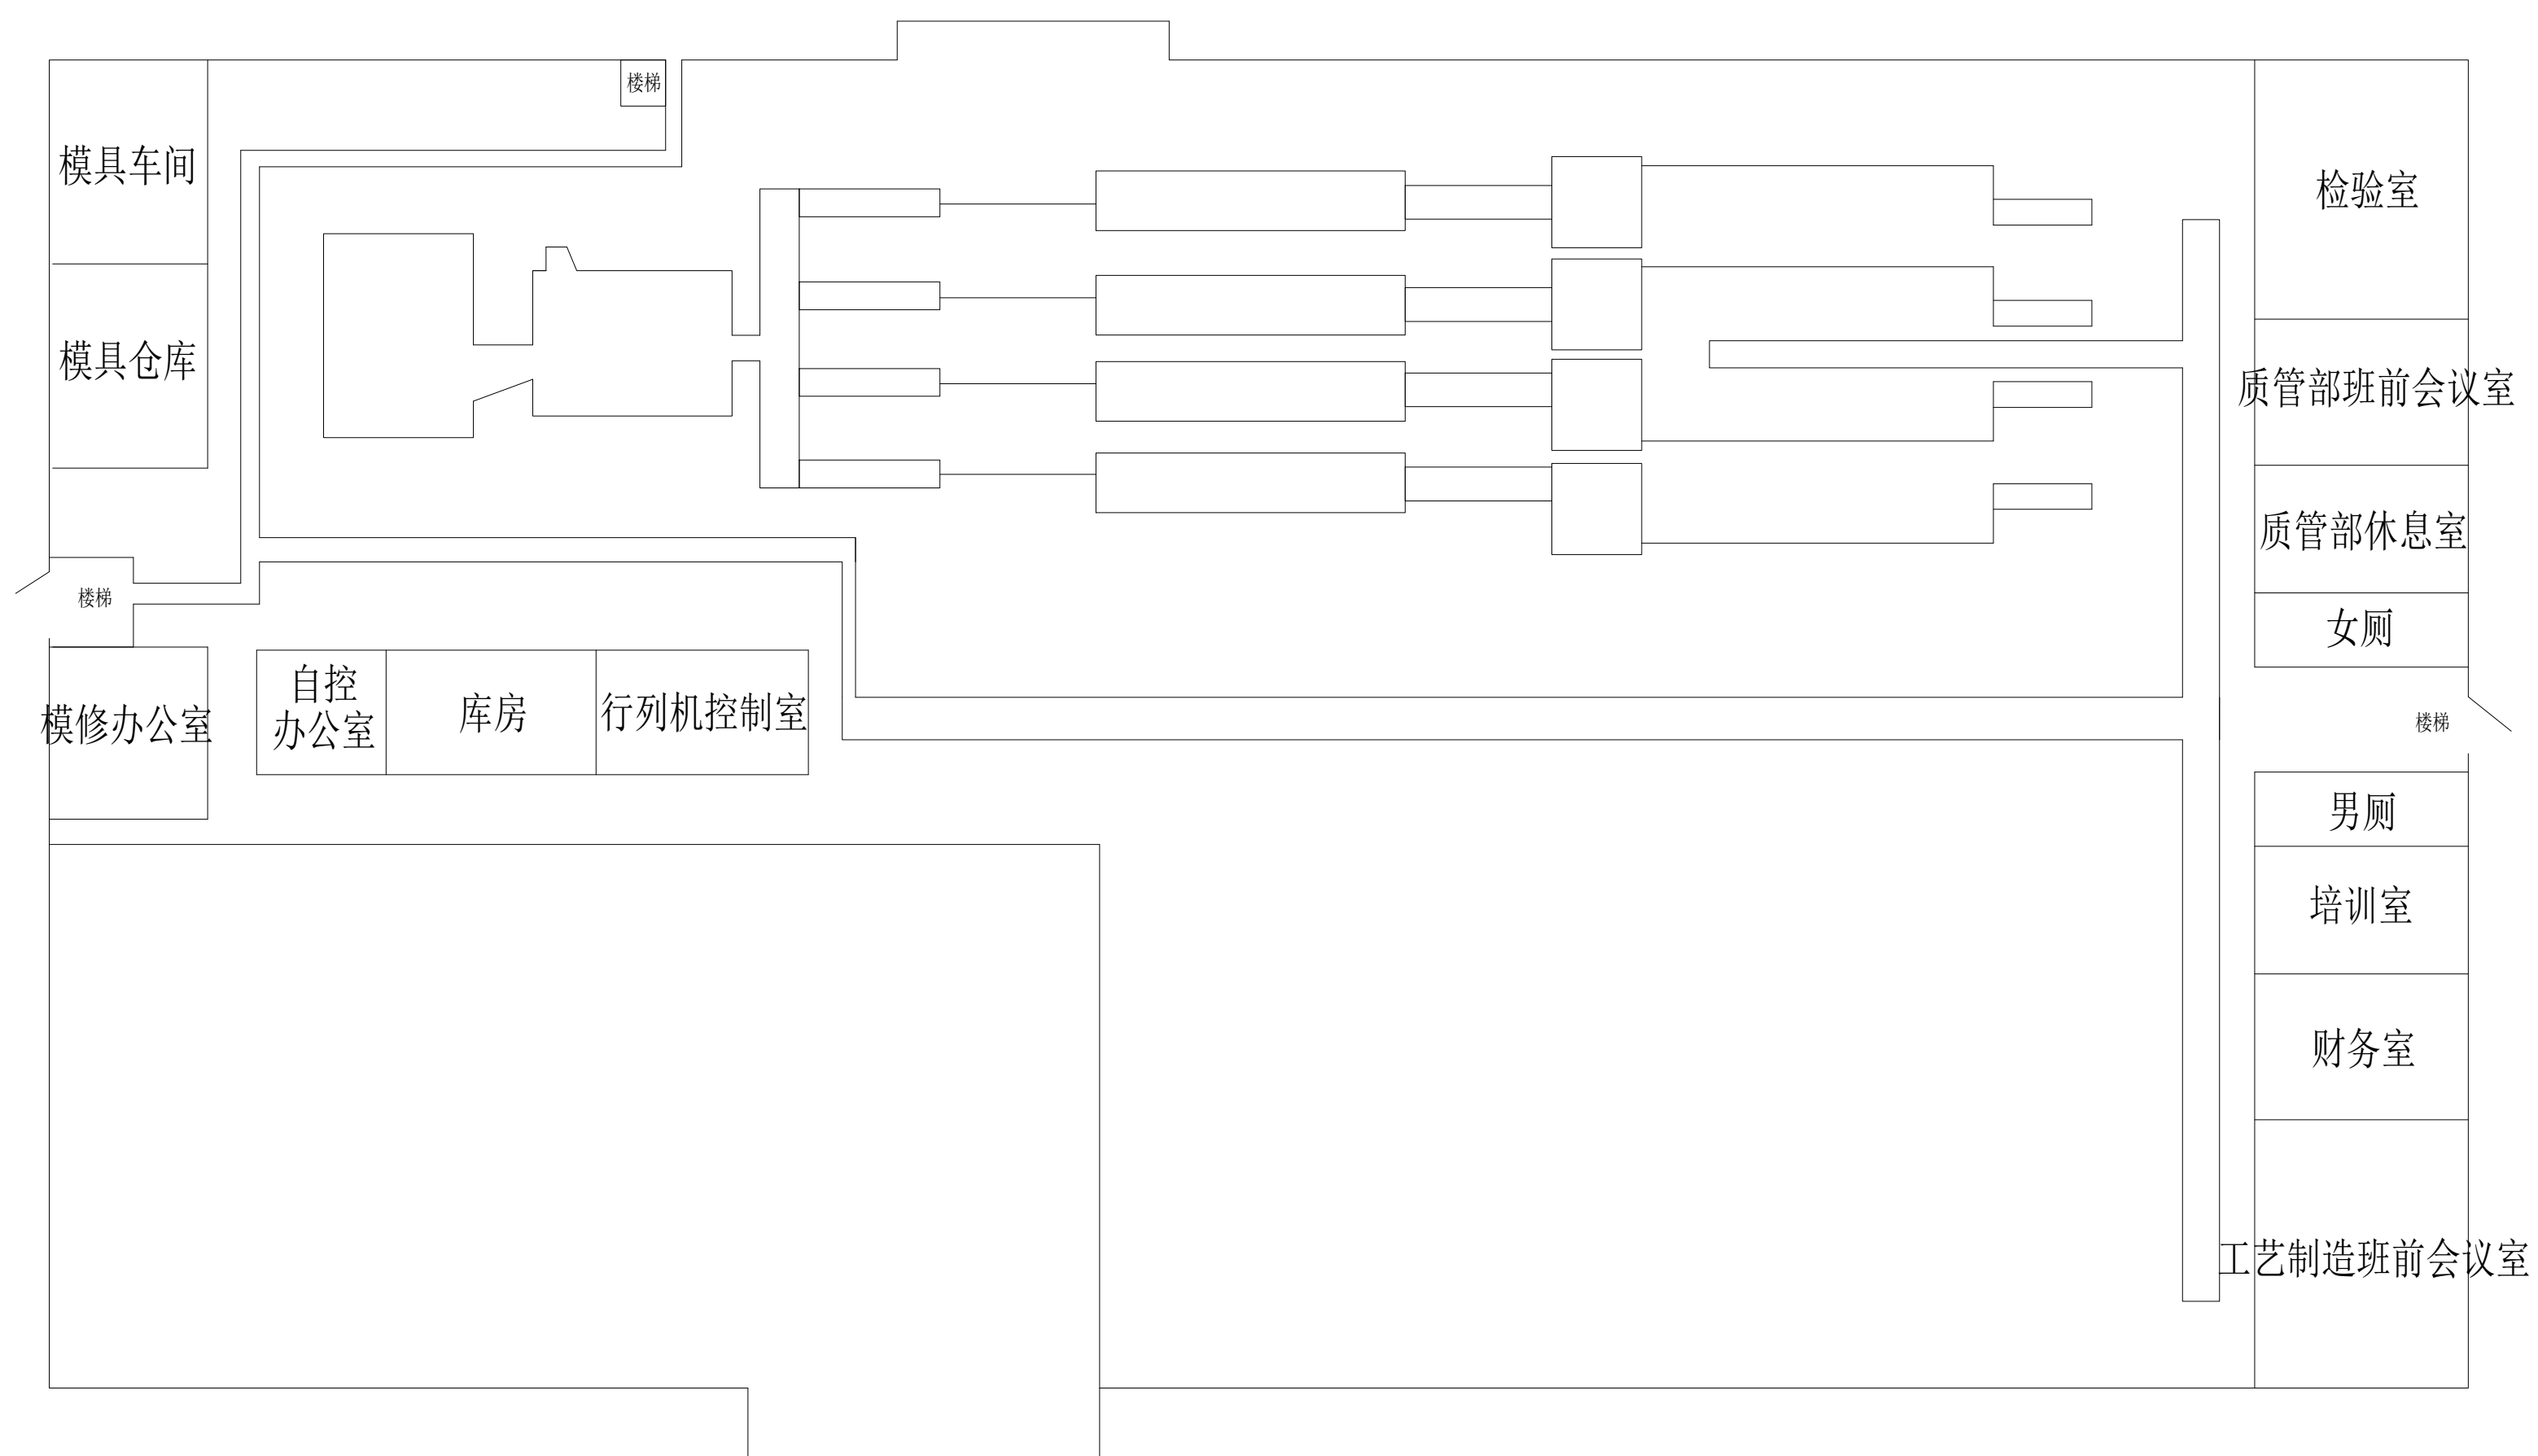 楼梯
模具车间
检验室
模具仓库
质管部班前会议室
质管部休息室
楼梯
女厕
自控
办公室
库房
行列机控制室
模修办公室
楼梯
男厕
培训室
财务室
工艺制造班前会议室